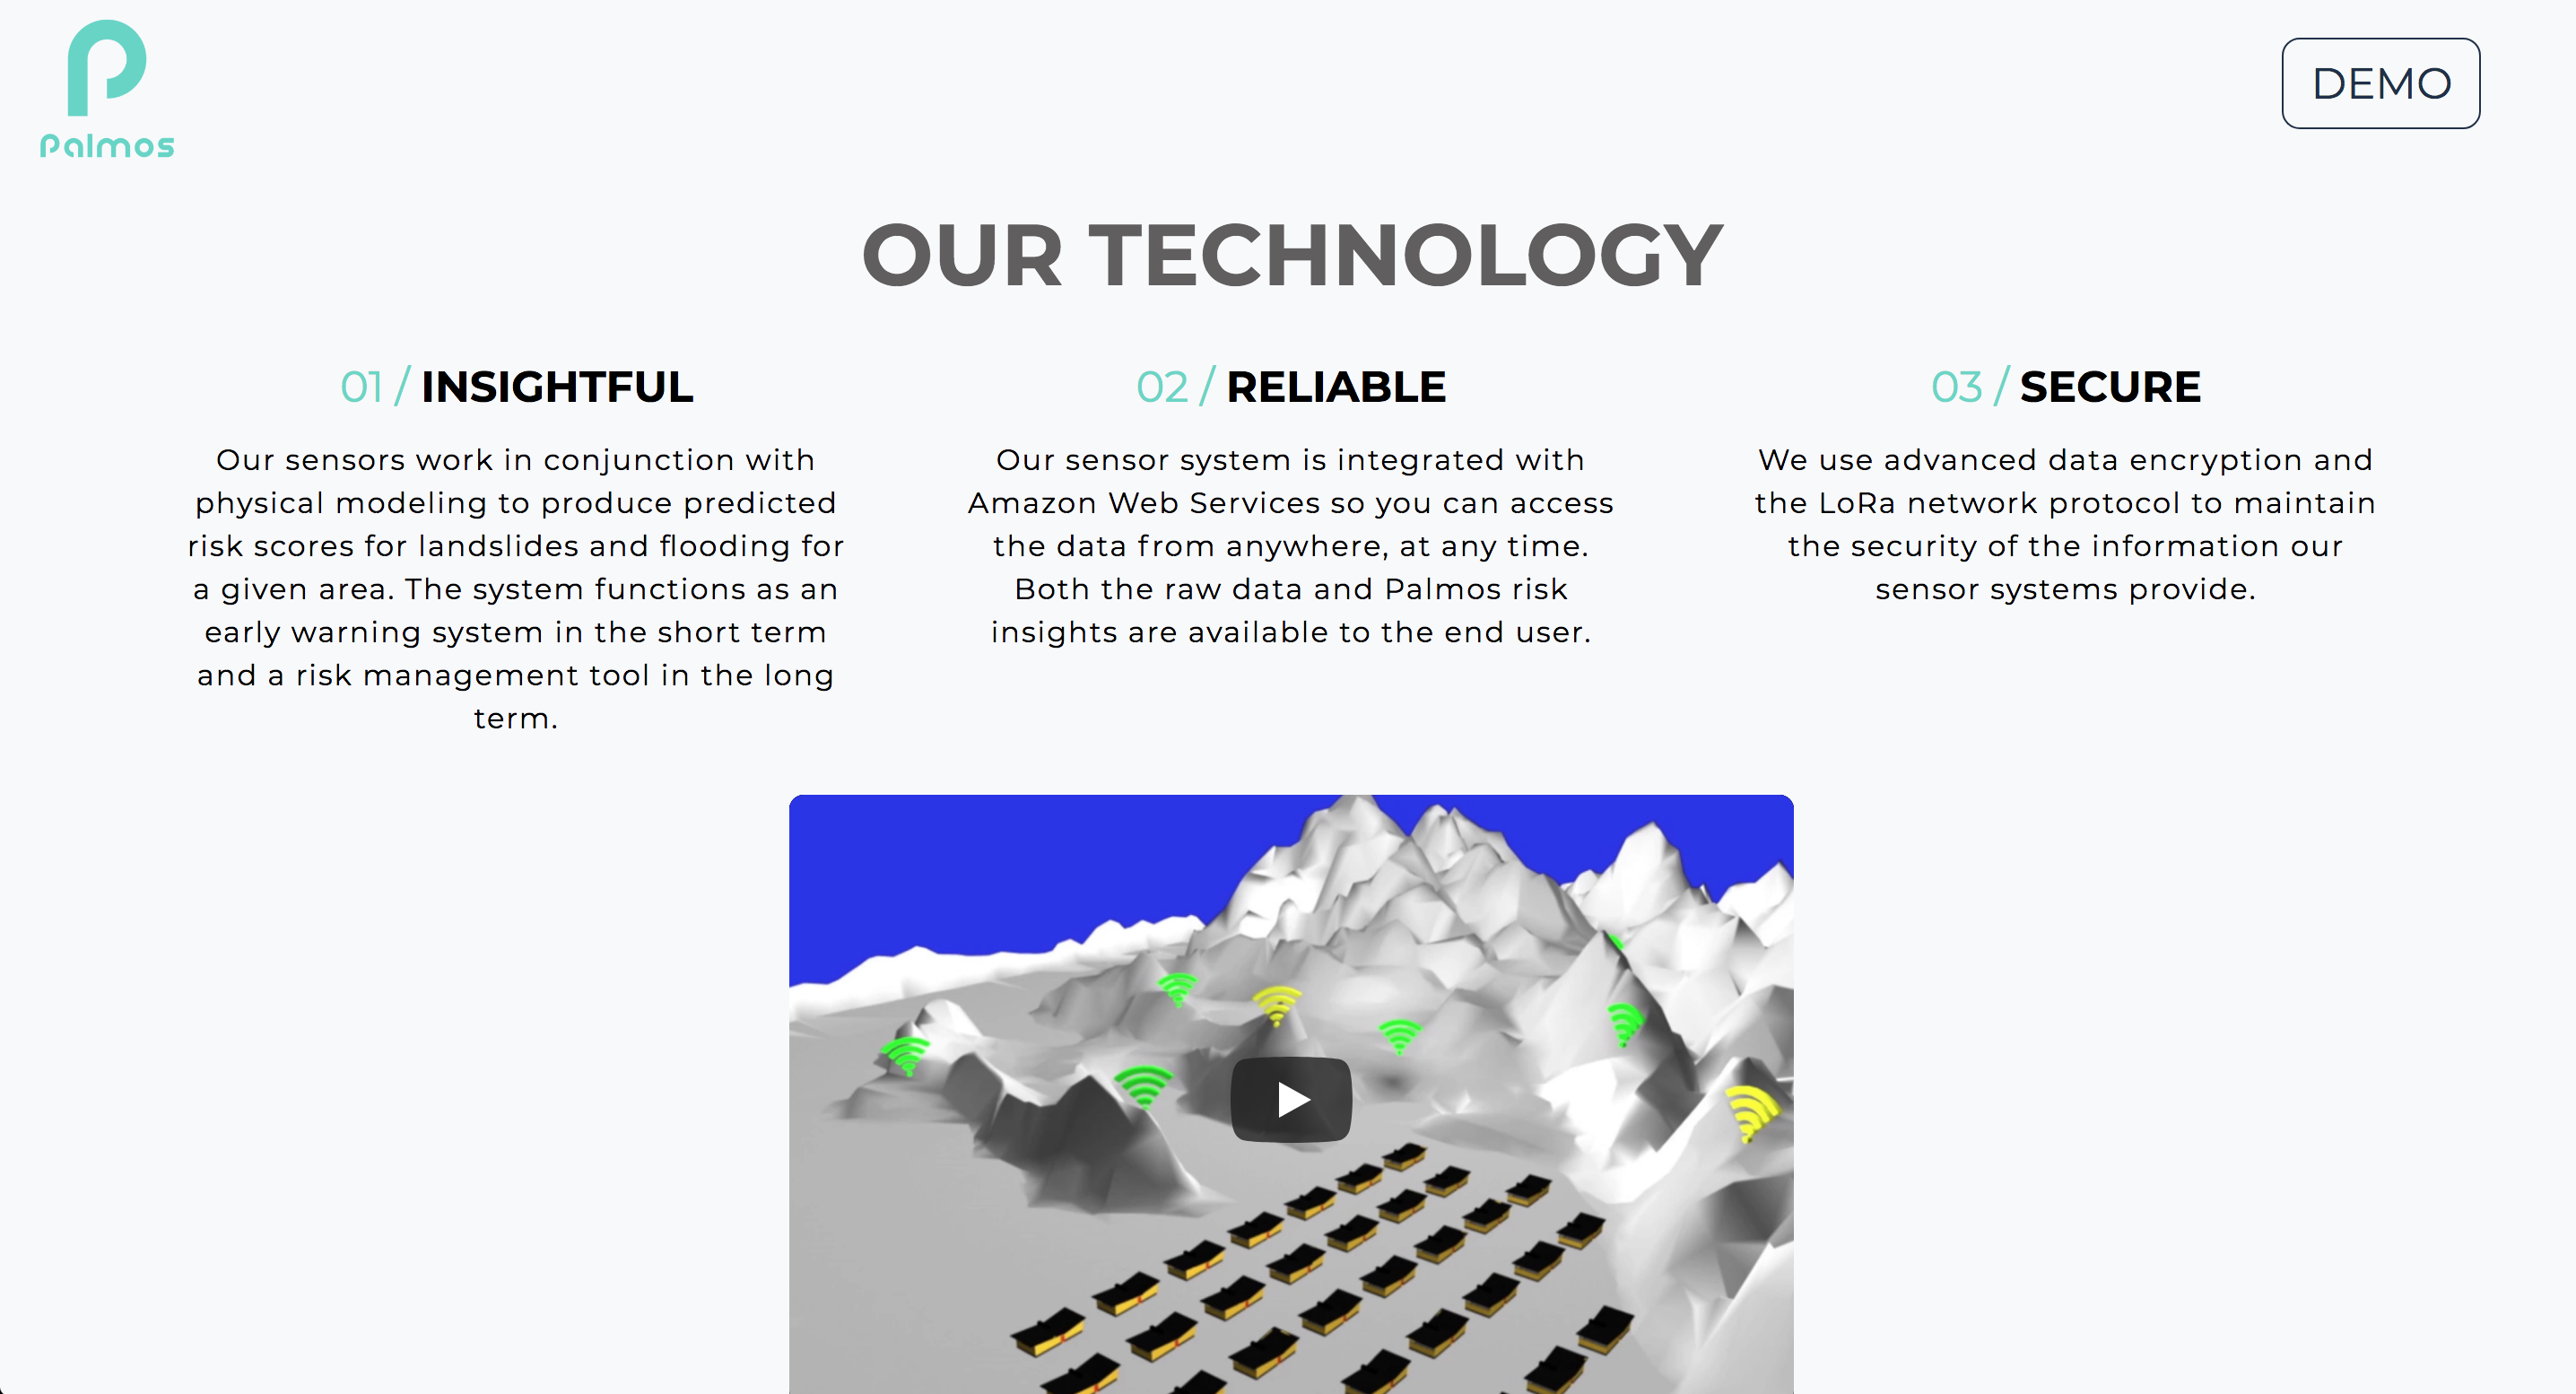 Palmos
DEMO
OUR TECHNOLOGY
01 / INSIGHTFUL
Our sensors work in conjunction with
physical modeling to produce predicted
risk scores for landslides and flooding for
a given area. The system functions as an
early warning system in the short term
and a risk management tool in the long
term.
02 / RELIABLE
Our sensor system is integrated with
Amazon Web Services so you can access
the data from anywhere, at any time.
Both the raw data and Palmos risk
insights are available to the end user.
03 / SECURE
We use advanced data encryption and
the LoRa network protocol to maintain
the security of the information our
sensor systems provide.